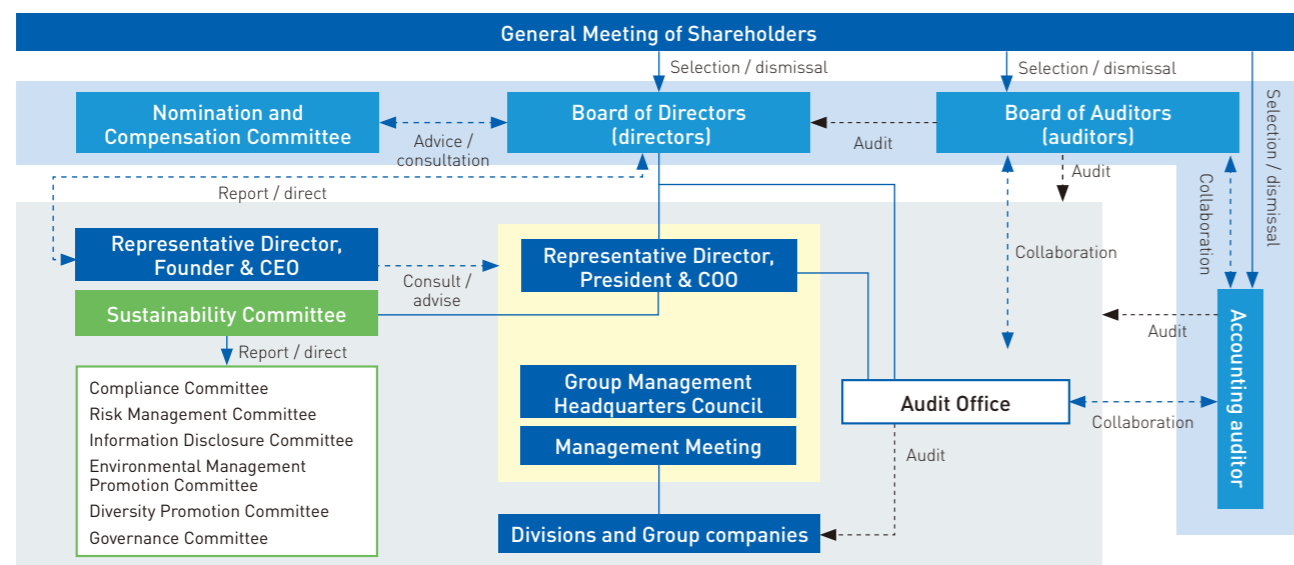 General Meeting of Shareholders
Selection / dismissal
Selection / dismissal
Selection / dismissal
Nomination and
Compensation Committee
Advice /
consultation
Board of Directors
(directors)
Audit
Board of Auditors
(auditors)
Report / direct
Audit
Collaboration
Representative Director,
Founder & CEO
Consult /
advise
Representative Director,
President & COO
Collaboration
Sustainability Committee
Report / direct
Audit
Accounting auditor
Compliance Committee
Risk Management Committee
Information Disclosure Committee
Environmental Management
Promotion Committee
Diversity Promotion Committee
Governance Committee
Group Management
Headquarters Council
Management Meeting
Audit Office
Collaboration
Audit
Divisions and Group companies